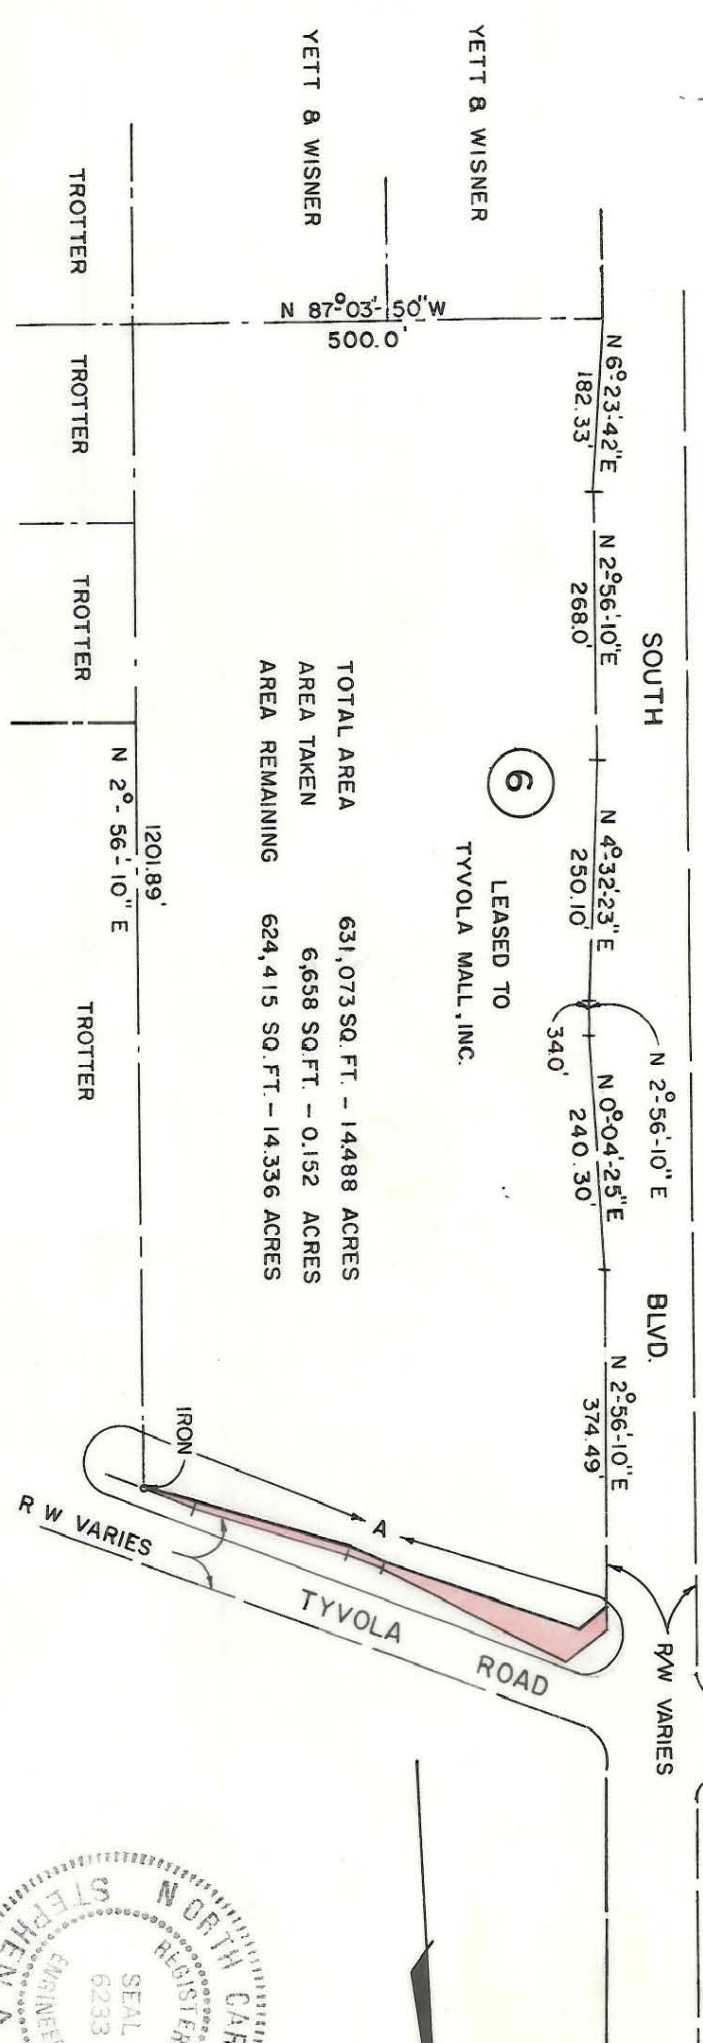 YETT & WISNER
YETT & WISNER
TROTTER
TROTTER
TROTTER
TROTTER
N 87°-03'-50"W
500.0'
N 6°-23'-42"E
182.33'
N 2°-56'-10"E
268.0'
N 4°-32'-23"E
250.10'
N 2°-56'-10"E
34.0'
N 0°-04'-25"E
240.30'
N 2°-56'-10"E
374.49'
SOUTH BLVD.
6
LEASED TO
TYVOLA MALL, INC.
TOTAL AREA 631,073 SQ. FT. - 14.488 ACRES
AREA TAKEN 6,658 SQ. FT. - 0.152 ACRES
AREA REMAINING 624,415 SQ. FT. - 14.336 ACRES
1201.89'
N 2°-56'-10"E
IRON
A
R W VARIES
R/W VARIES
TYVOLA ROAD
NORTH CAR
REGISTER
SEAL
6233
ENGINEE
STEPHEN